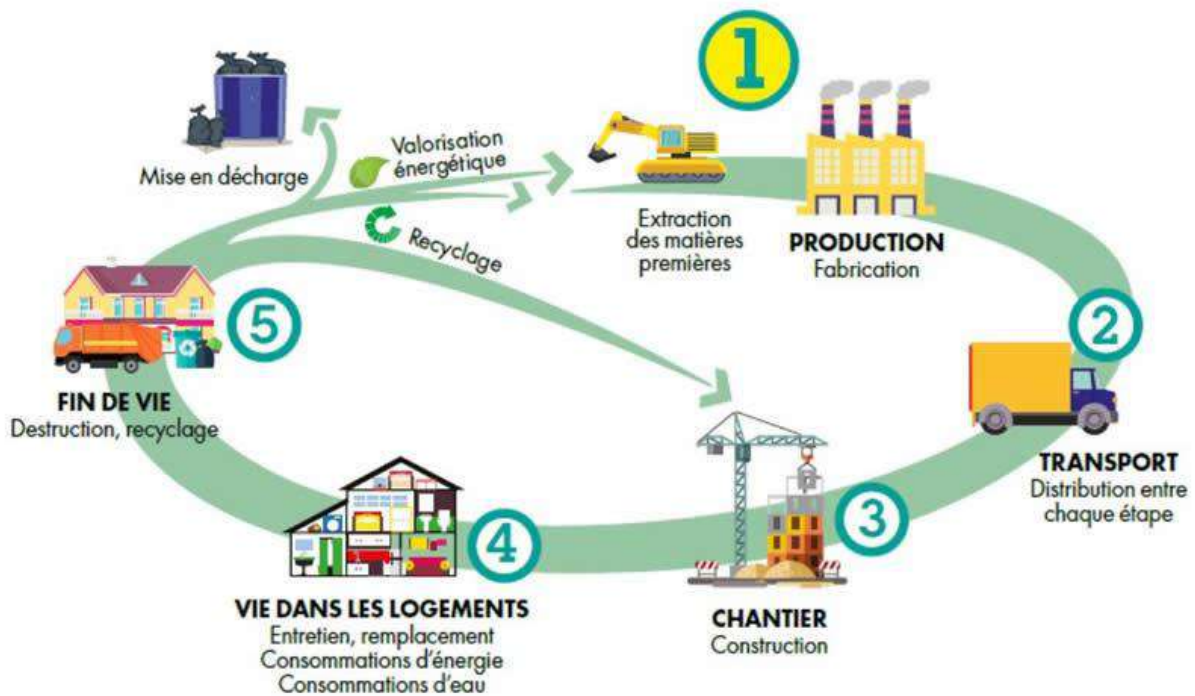 1
Mise en décharge
Valorisation
énergétique
Recyclage
Extraction
des matières
premières
PRODUCTION
Fabrication
2
TRANSPORT
Distribution entre
chaque étape
3
CHANTIER
Construction
4
VIE DANS LES LOGEMENTS
Entretien, remplacement
Consommations d'énergie
Consommations d'eau
5
FIN DE VIE
Destruction, recyclage